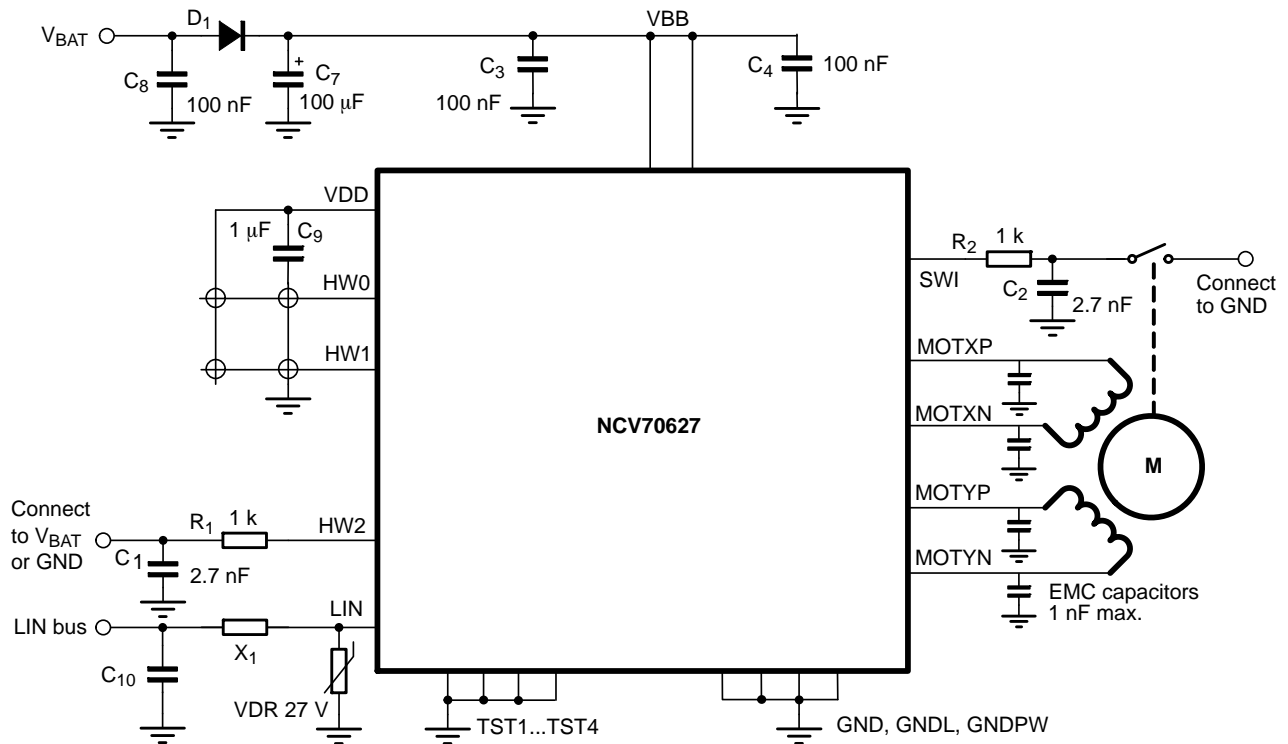 VBAT
D1
VBB
C8
100 nF
+
C7
100 μF
C3
100 nF
C4
100 nF
VDD
1 μF
C9
HW0
HW1
R2
1 k
SWI
C2
2.7 nF
Connect
to GND
MOTXP
MOTXN
NCV70627
M
MOTYP
MOTYN
EMC capacitors
1 nF max.
Connect
to VBAT
or GND
R1
1 k
HW2
C1
2.7 nF
LIN bus
LIN
X1
C10
VDR 27 V
TST1...TST4
GND, GNDL, GNDPW